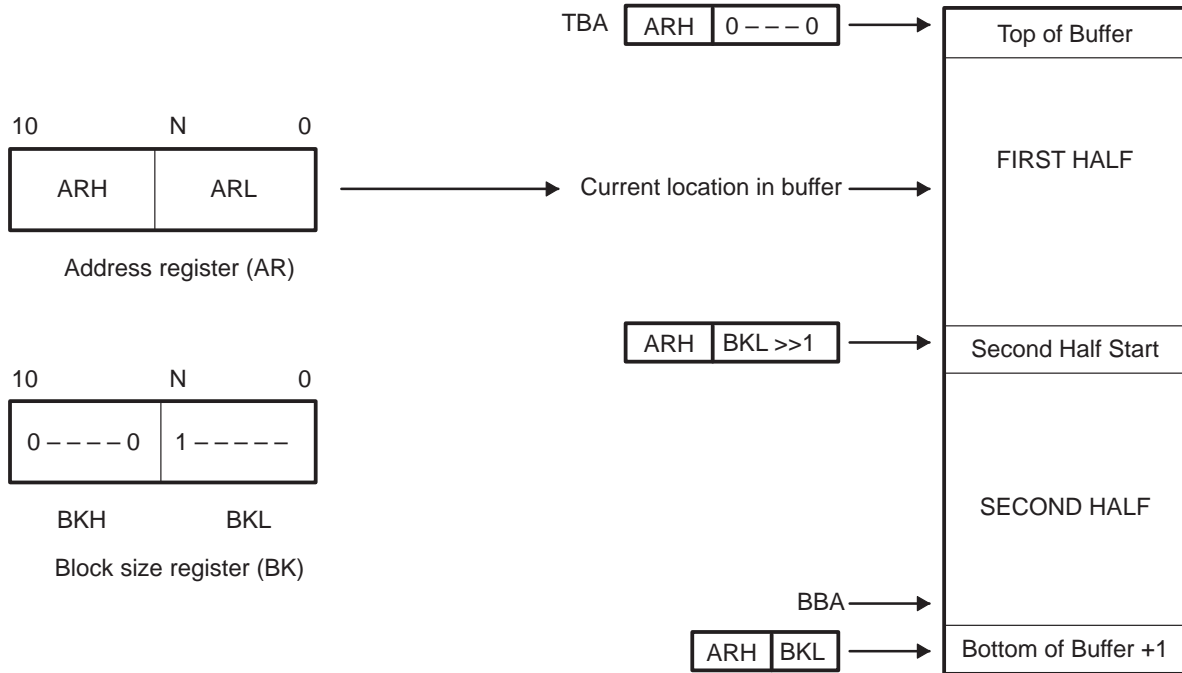 TBA ARH 0 – – – 0 Top of Buffer
10 N 0
ARH ARL
Address register (AR)
Current location in buffer
FIRST HALF
ARH BKL >>1 Second Half Start
10 N 0
0 – – – – 0 1 – – – – –
BKH BKL
Block size register (BK)
SECOND HALF
BBA
ARH BKL Bottom of Buffer +1